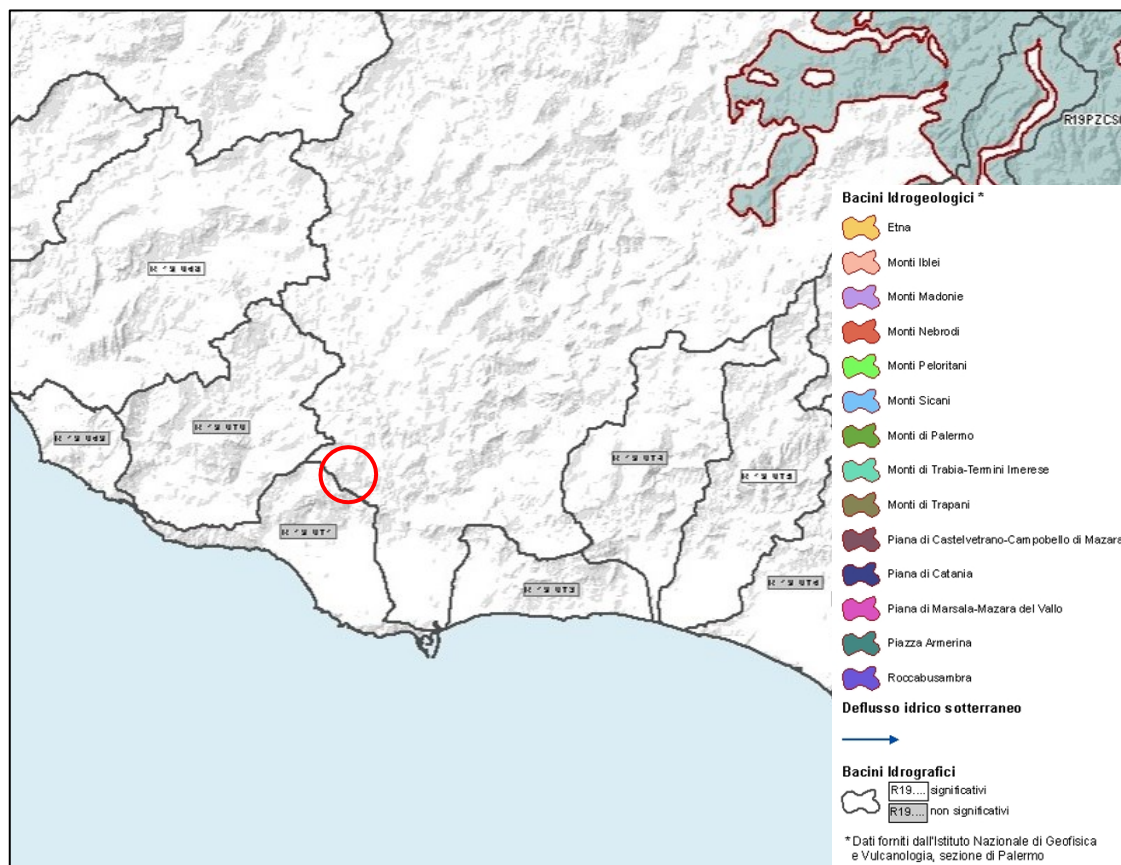 R19PZCS
Bacini Idrogeologici *
Etna
Monti Iblei
Monti Madonie
Monti Nebrodi
Monti Peloritani
Monti Sicani
Monti di Palermo
Monti di Trabia-Termini Imerese
Monti di Trapani
Piana di Castelvetrano-Campobello di Mazara
Piana di Catania
Piana di Marsala-Mazara del Vallo
Piazza Armerina
Roccabusambra
Deflusso idrico sotterraneo
Bacini Idrografici
R19.... significativi
R19.... non significativi
* Dati forniti dall'Istituto Nazionale di Geofisica
e Vulcanologia, sezione di Palermo